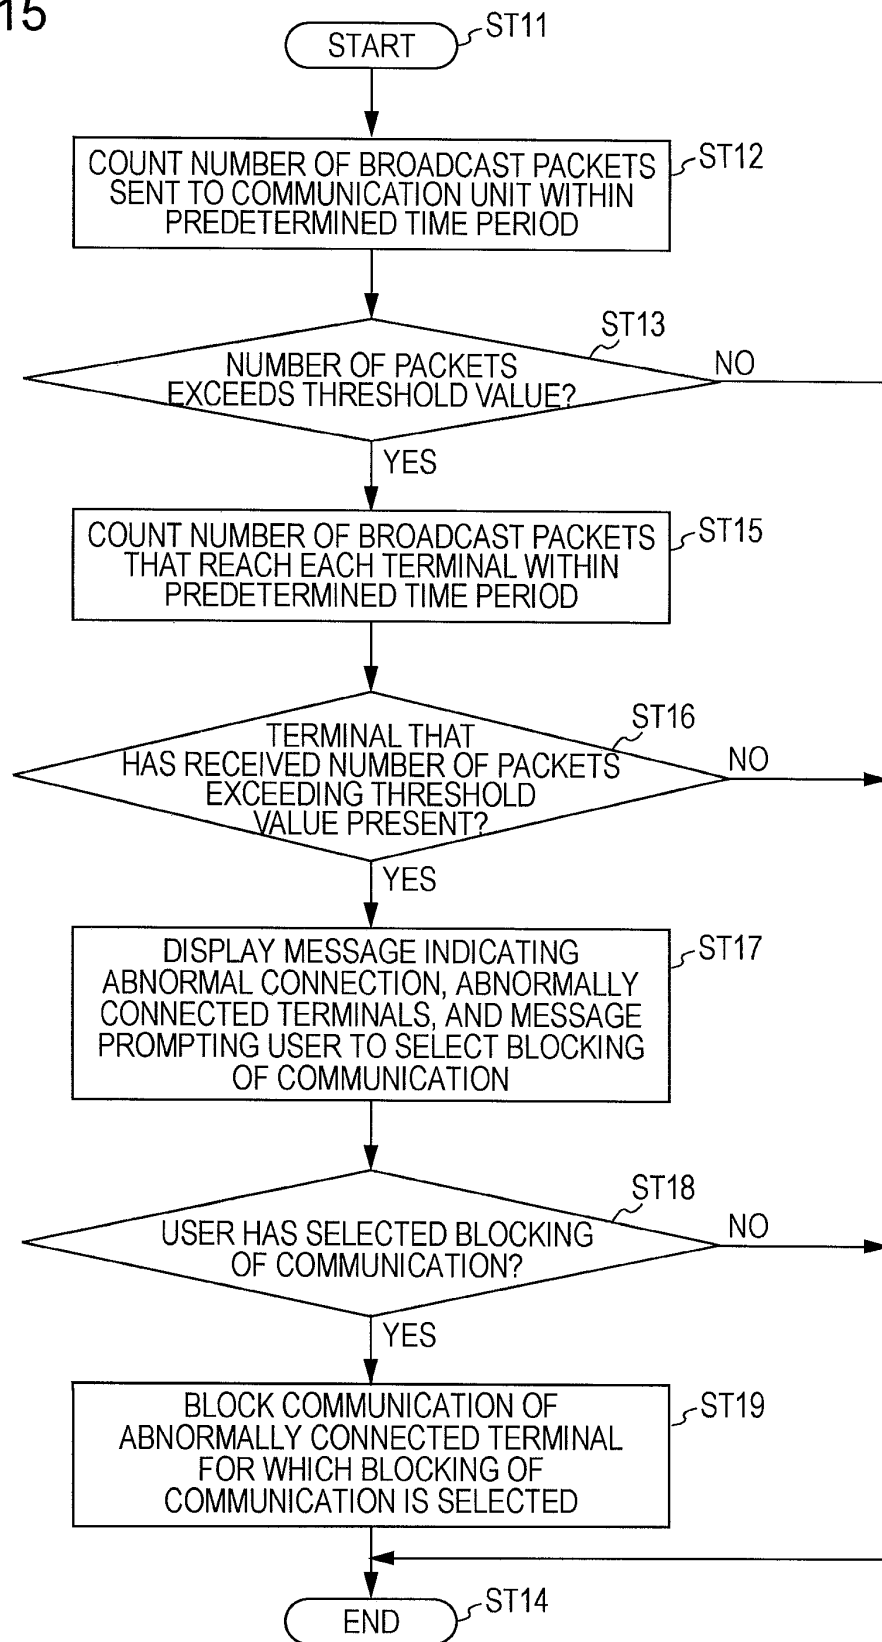 15
START
ST11
COUNT NUMBER OF BROADCAST PACKETS
SENT TO COMMUNICATION UNIT WITHIN
PREDETERMINED TIME PERIOD
ST12
ST13
NUMBER OF PACKETS
EXCEEDS THRESHOLD VALUE?
NO
YES
COUNT NUMBER OF BROADCAST PACKETS
THAT REACH EACH TERMINAL WITHIN
PREDETERMINED TIME PERIOD
ST15
ST16
TERMINAL THAT
HAS RECEIVED NUMBER OF PACKETS
EXCEEDING THRESHOLD
VALUE PRESENT?
NO
YES
DISPLAY MESSAGE INDICATING
ABNORMAL CONNECTION, ABNORMALLY
CONNECTED TERMINALS, AND MESSAGE
PROMPTING USER TO SELECT BLOCKING
OF COMMUNICATION
ST17
ST18
USER HAS SELECTED BLOCKING
OF COMMUNICATION?
NO
YES
BLOCK COMMUNICATION OF
ABNORMALLY CONNECTED TERMINAL
FOR WHICH BLOCKING OF
COMMUNICATION IS SELECTED
ST19
END
ST14